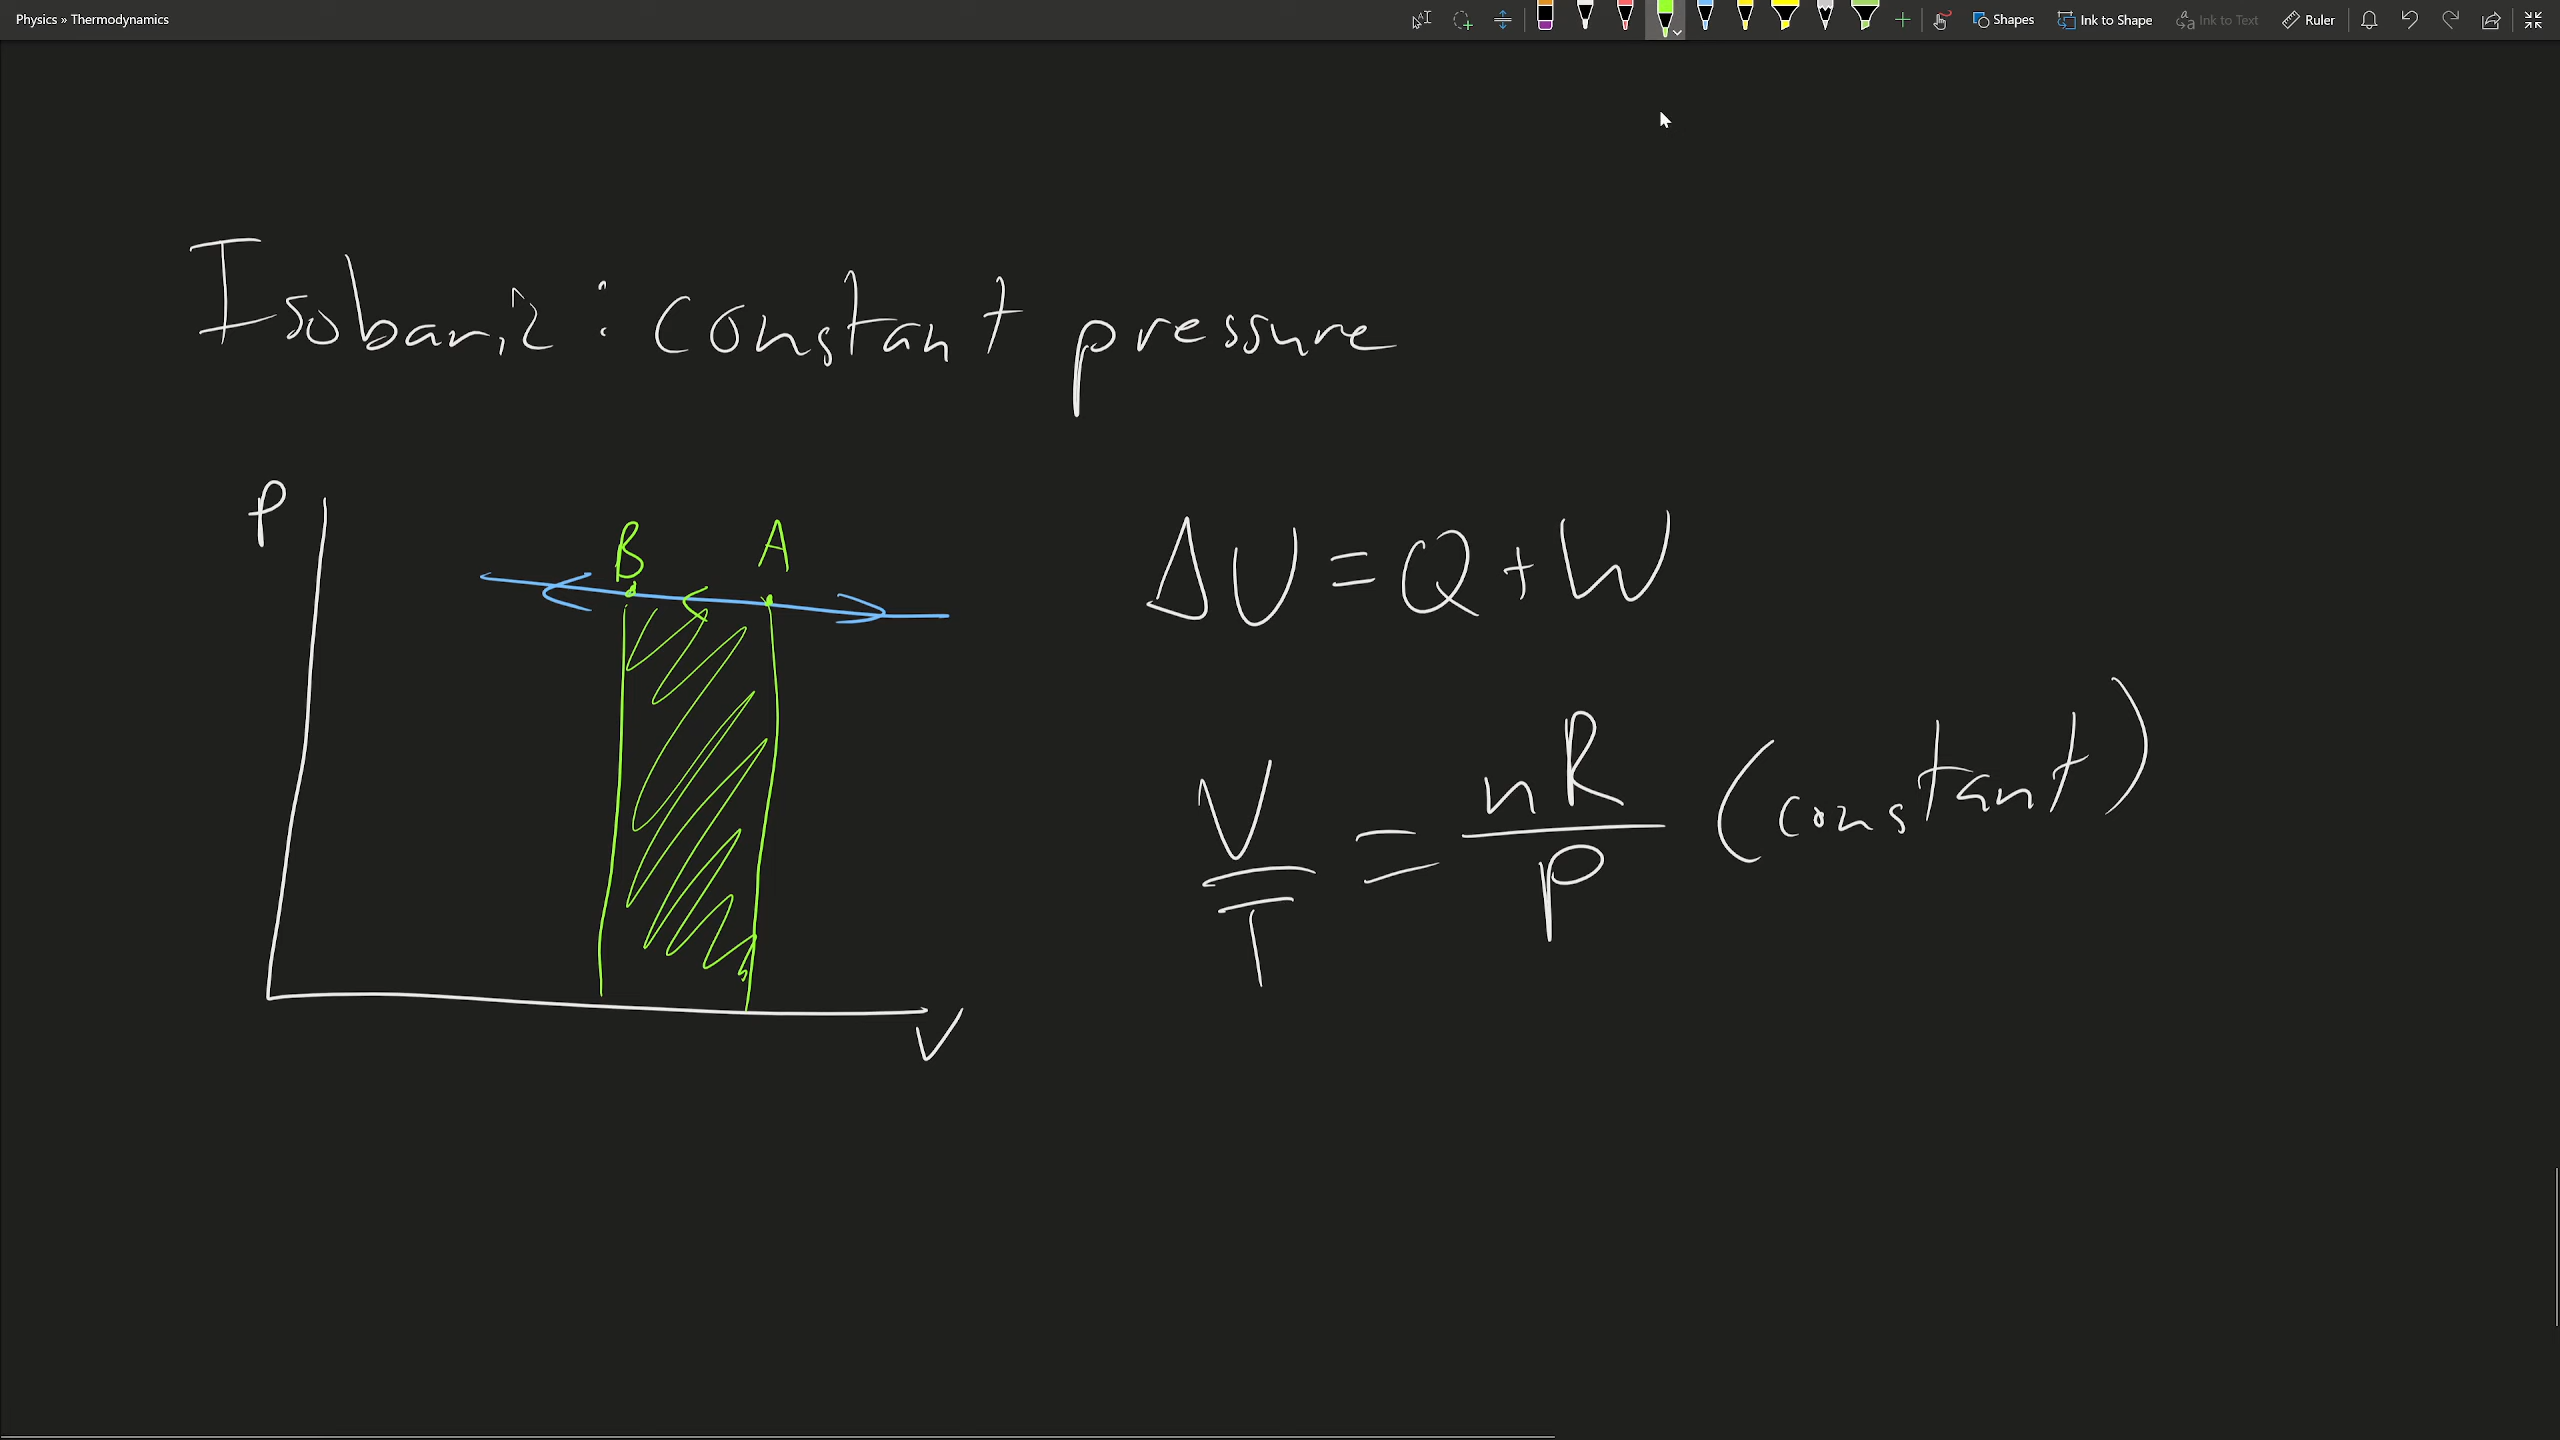 Physics » Thermodynamics
Shapes
Ink to Shape
Ink to Text
Ruler
Isobaric: constant pressure
P
B A
V
ΔU = Q + W
V/T = nR/P (constant)